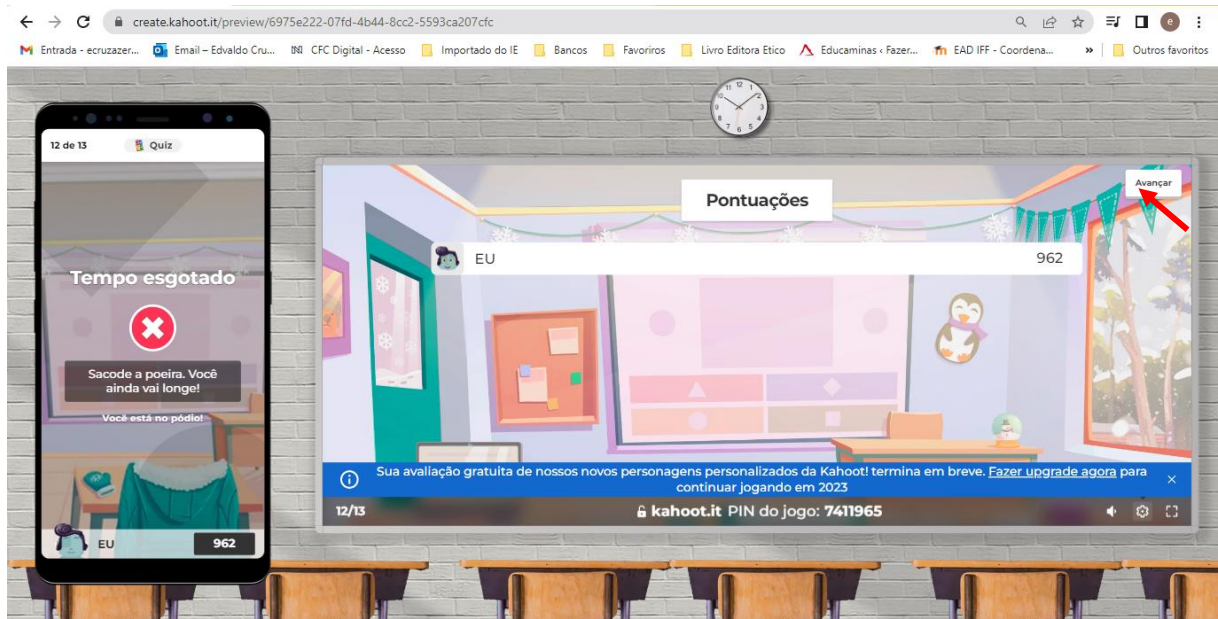 create.kahoot.it/preview/6975e222-07fd-4b44-8cc2-5593ca207cfc
Entrada - ecruzazer... Email – Edvaldo Cru... CFC Digital - Acesso Importado do IE Bancos Favoriros Livro Editora Etico Educaminas ‹ Fazer... EAD IFF - Coordena... » Outros favoritos
12 de 13 Quiz
Tempo esgotado
Sacode a poeira. Você
ainda vai longe!
Você está no pódio!
EU 962
Pontuações
Avançar
EU 962
Sua avaliação gratuita de nossos novos personagens personalizados da Kahoot! termina em breve. Fazer upgrade agora para
continuar jogando em 2023
12/13 kahoot.it PIN do jogo: 7411965